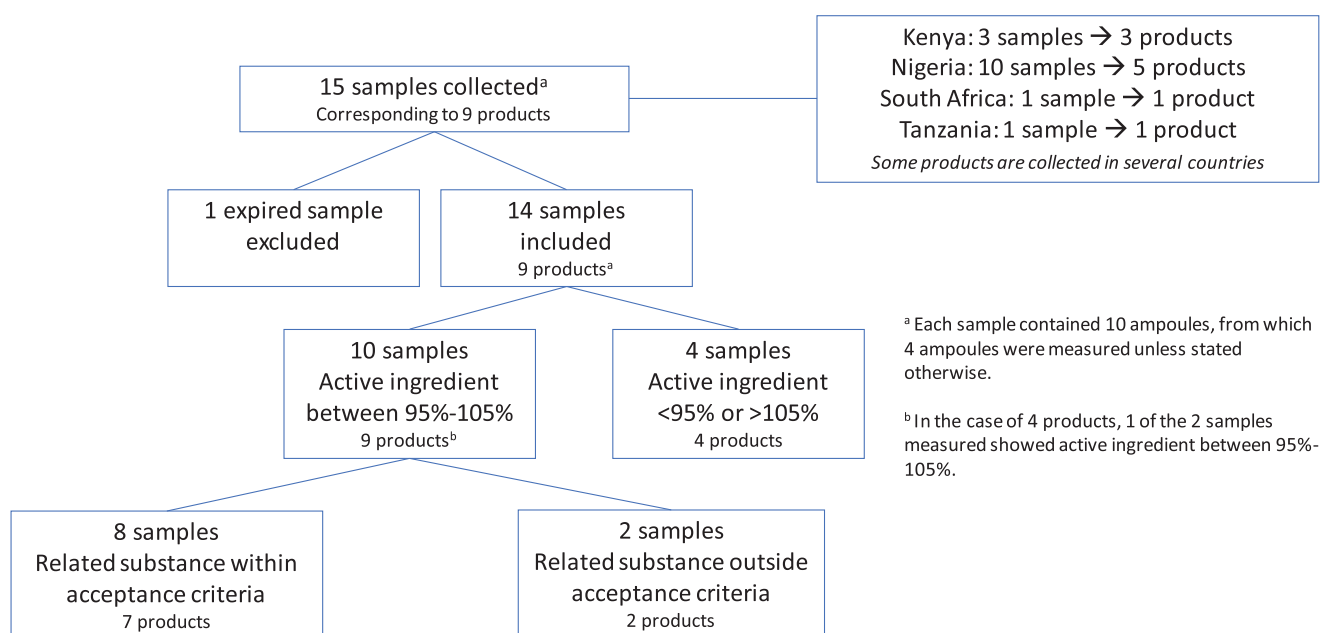 Kenya: 3 samples → 3 products
Nigeria: 10 samples → 5 products
South Africa: 1 sample → 1 product
Tanzania: 1 sample → 1 product
Some products are collected in several countries
15 samples collectedᵃ
Corresponding to 9 products
1 expired sample
excluded
14 samples
included
9 productsᵃ
10 samples
Active ingredient
between 95%-105%
9 productsᵇ
4 samples
Active ingredient
<95% or >105%
4 products
ᵃ Each sample contained 10 ampoules, from which
4 ampoules were measured unless stated
otherwise.
ᵇ In the case of 4 products, 1 of the 2 samples
measured showed active ingredient between 95%-
105%.
8 samples
Related substance within
acceptance criteria
7 products
2 samples
Related substance outside
acceptance criteria
2 products